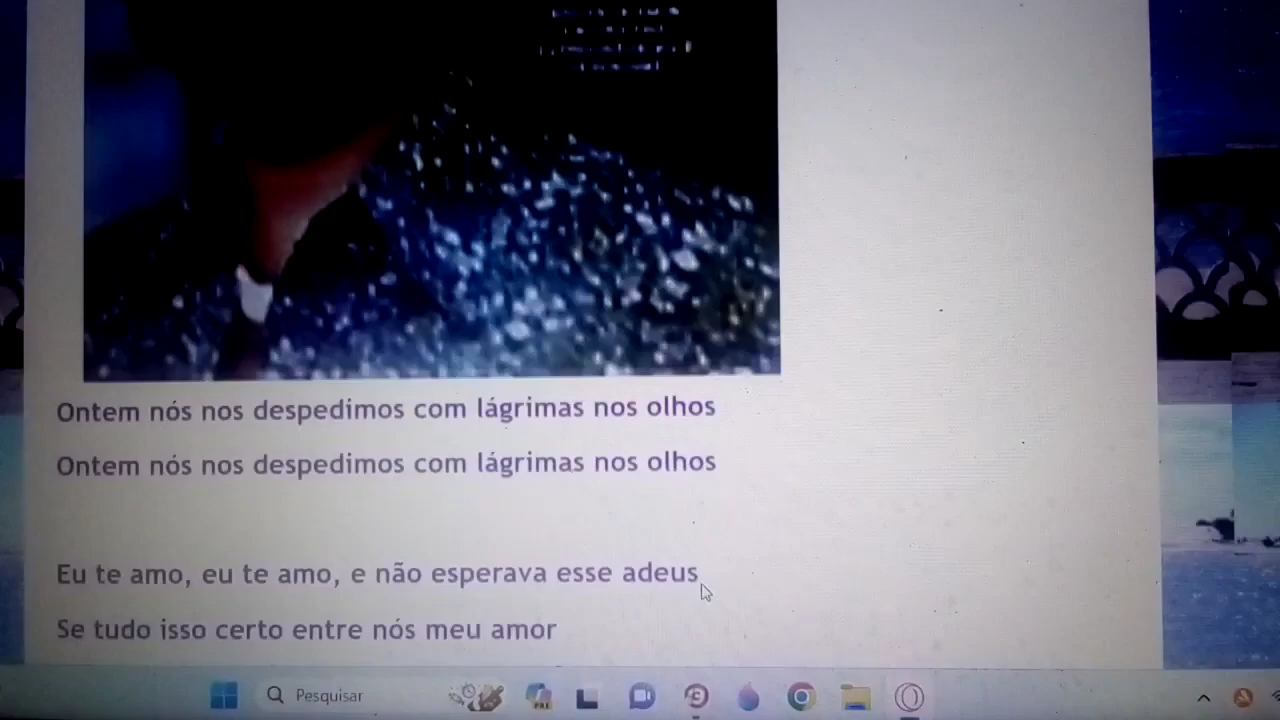 Ontem nós nos despedimos com lágrimas nos olhos
Ontem nós nos despedimos com lágrimas nos olhos
Eu te amo, eu te amo, e não esperava esse adeus
Se tudo isso certo entre nós meu amor
Pesquisar
PRE